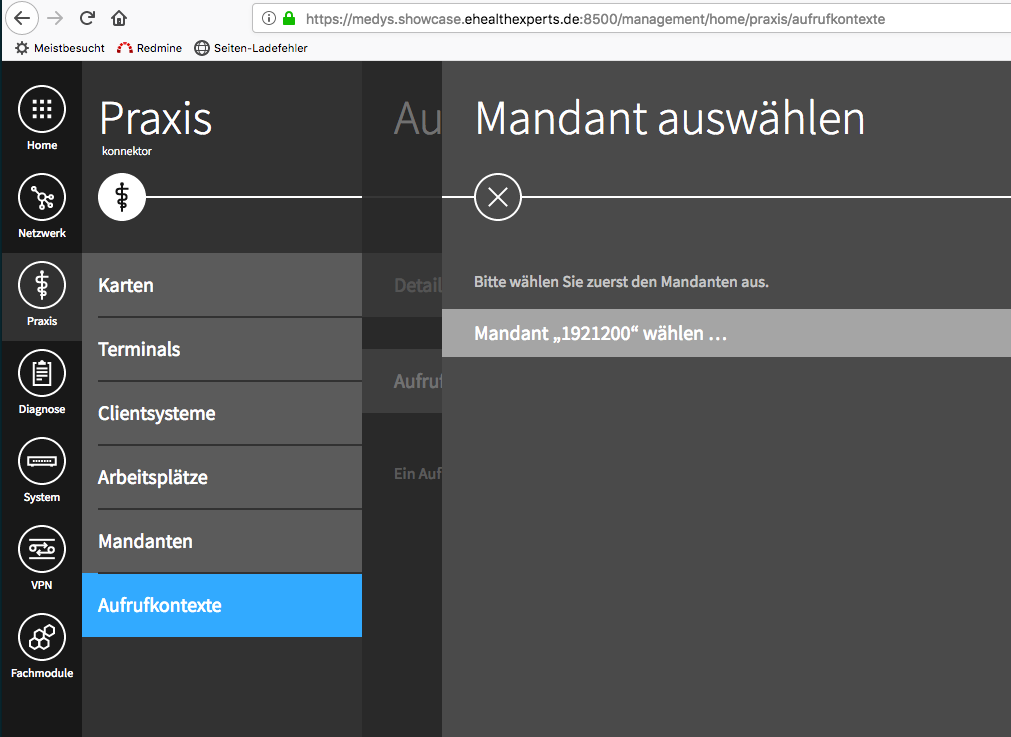 https://medys.showcase.ehealthexperts.de:8500/management/home/praxis/aufrufkontexte
Meistbesucht Redmine Seiten-Ladefehler
Home
Netzwerk
Praxis
Diagnose
System
VPN
Fachmodule
Praxis
konnektor
Karten
Terminals
Clientsysteme
Arbeitsplätze
Mandanten
Aufrufkontexte
Au
Detail
Aufruf
Ein Auf
Mandant auswählen
Bitte wählen Sie zuerst den Mandanten aus.
Mandant „1921200“ wählen …